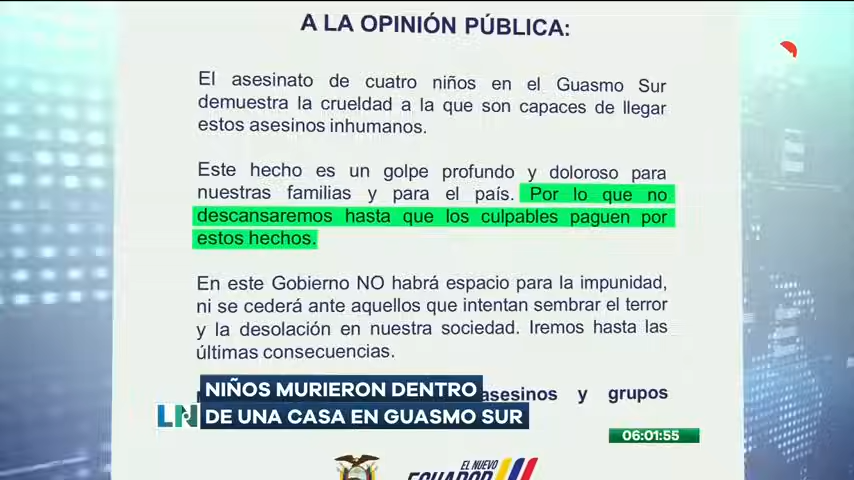 A LA OPINIÓN PÚBLICA:
El asesinato de cuatro niños en el Guasmo Sur
demuestra la crueldad a la que son capaces de llegar
estos asesinos inhumanos.
Este hecho es un golpe profundo y doloroso para
nuestras familias y para el país. Por lo que no
descansaremos hasta que los culpables paguen por
estos hechos.
En este Gobierno NO habrá espacio para la impunidad,
ni se cederá ante aquellos que intentan sembrar el terror
y la desolación en nuestra sociedad. Iremos hasta las
últimas consecuencias.
asesinos y grupos
NIÑOS MURIERON DENTRO
LN DE UNA CASA EN GUASMO SUR
06:01:55
EL NUEVO
ECUADOR